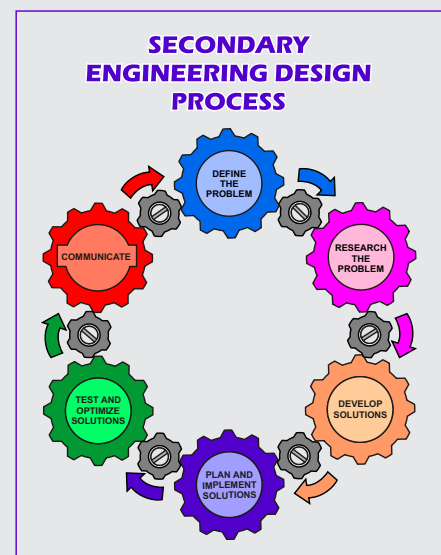 SECONDARY
ENGINEERING DESIGN
PROCESS
DEFINE
THE
PROBLEM
RESEARCH
THE
PROBLEM
DEVELOP
SOLUTIONS
PLAN AND
IMPLEMENT
SOLUTIONS
TEST AND
OPTIMIZE
SOLUTIONS
COMMUNICATE